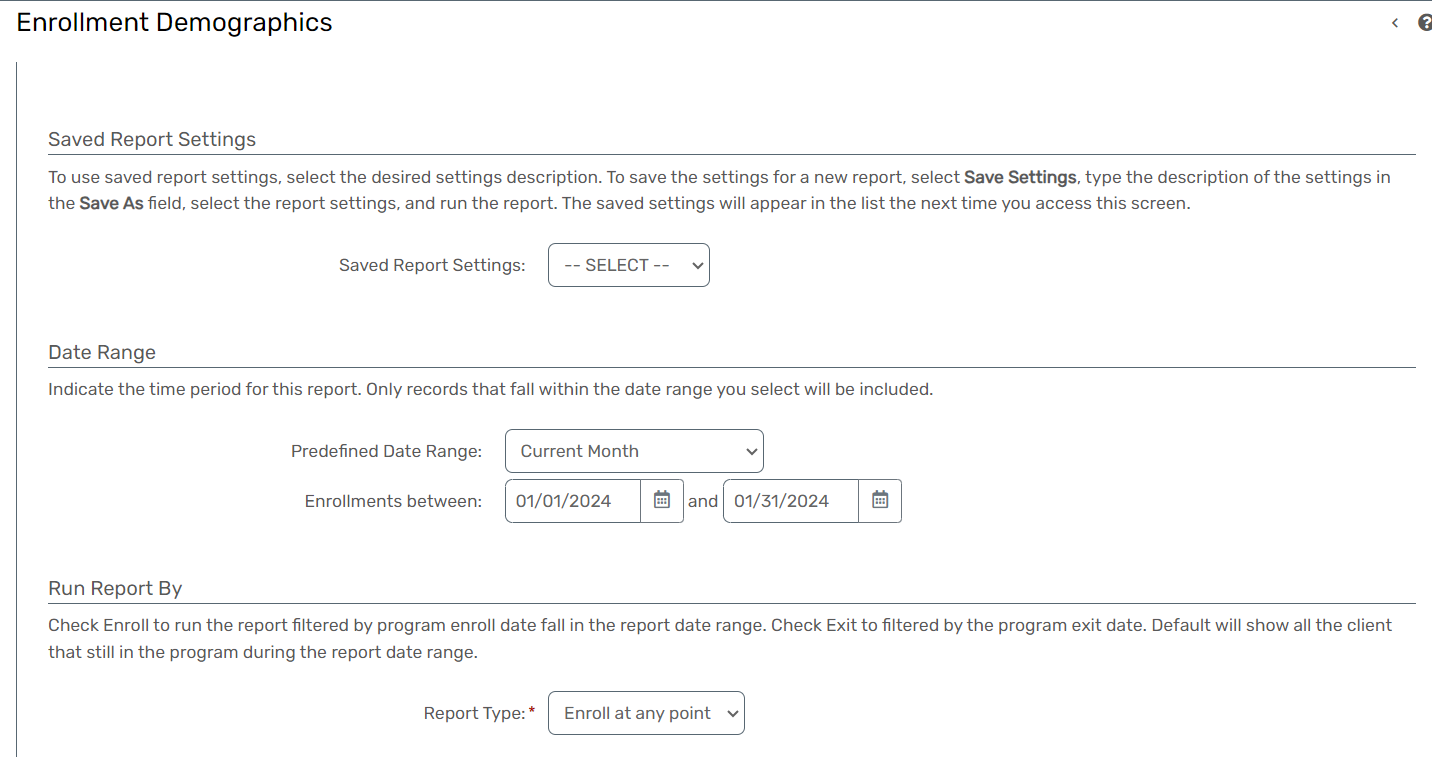 Enrollment Demographics
Saved Report Settings
To use saved report settings, select the desired settings description. To save the settings for a new report, select Save Settings, type the description of the settings in
the Save As field, select the report settings, and run the report. The saved settings will appear in the list the next time you access this screen.
Saved Report Settings: -- SELECT --
Date Range
Indicate the time period for this report. Only records that fall within the date range you select will be included.
Predefined Date Range: Current Month
Enrollments between: 01/01/2024 and 01/31/2024
Run Report By
Check Enroll to run the report filtered by program enroll date fall in the report date range. Check Exit to filtered by the program exit date. Default will show all the client
that still in the program during the report date range.
Report Type:* Enroll at any point